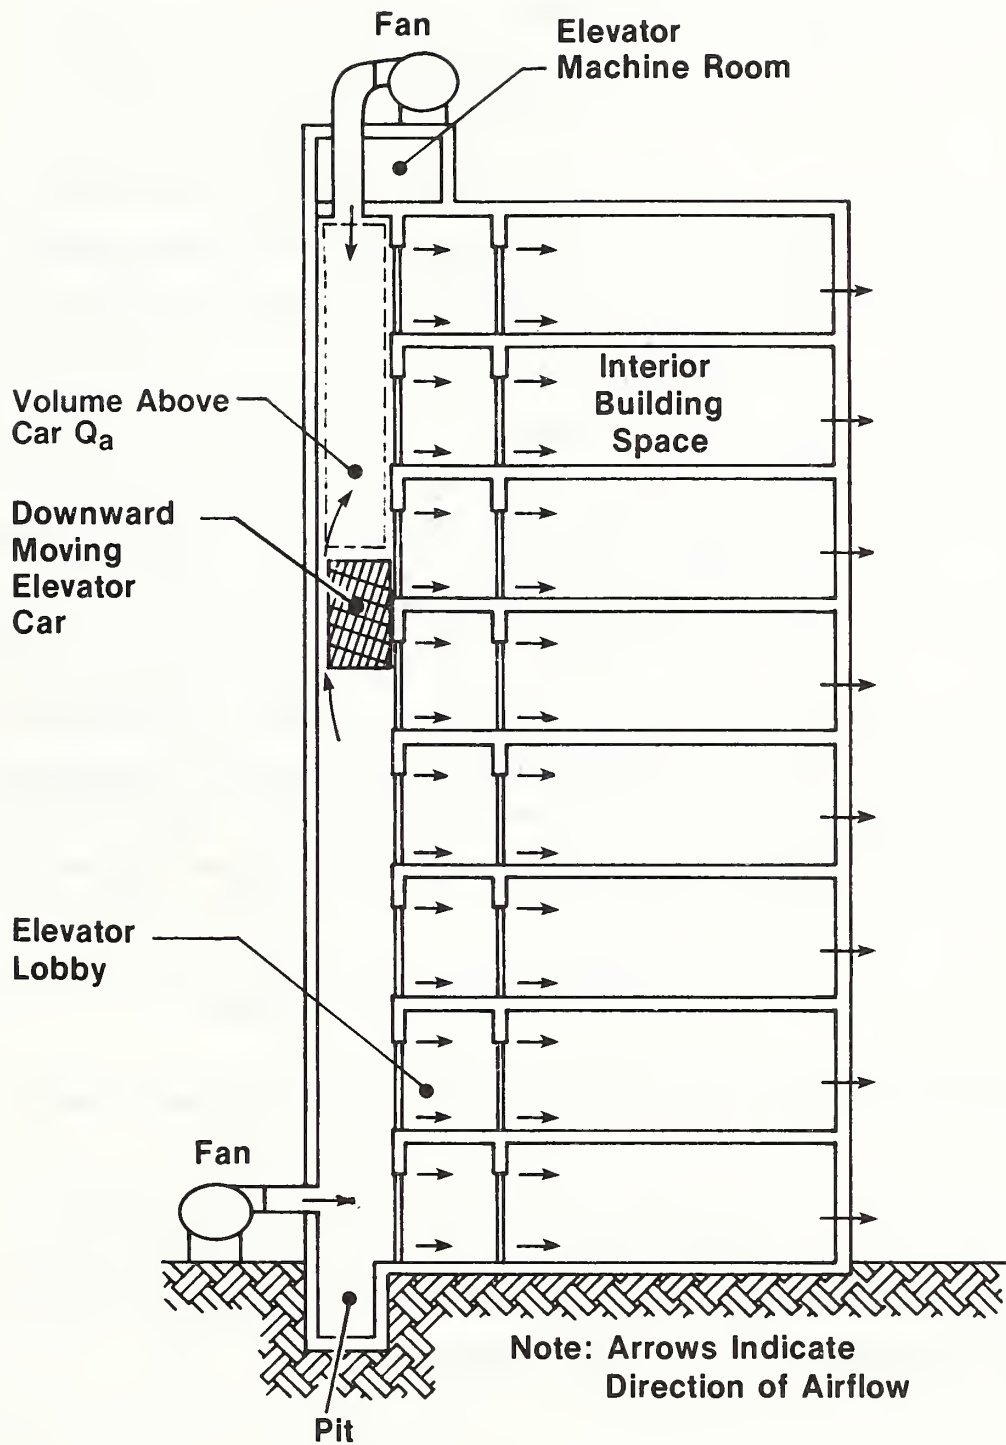 Fan
Elevator
Machine Room
Interior
Building
Space
Volume Above
Car Qa
Downward
Moving
Elevator
Car
Elevator
Lobby
Fan
Note: Arrows Indicate
Direction of Airflow
Pit